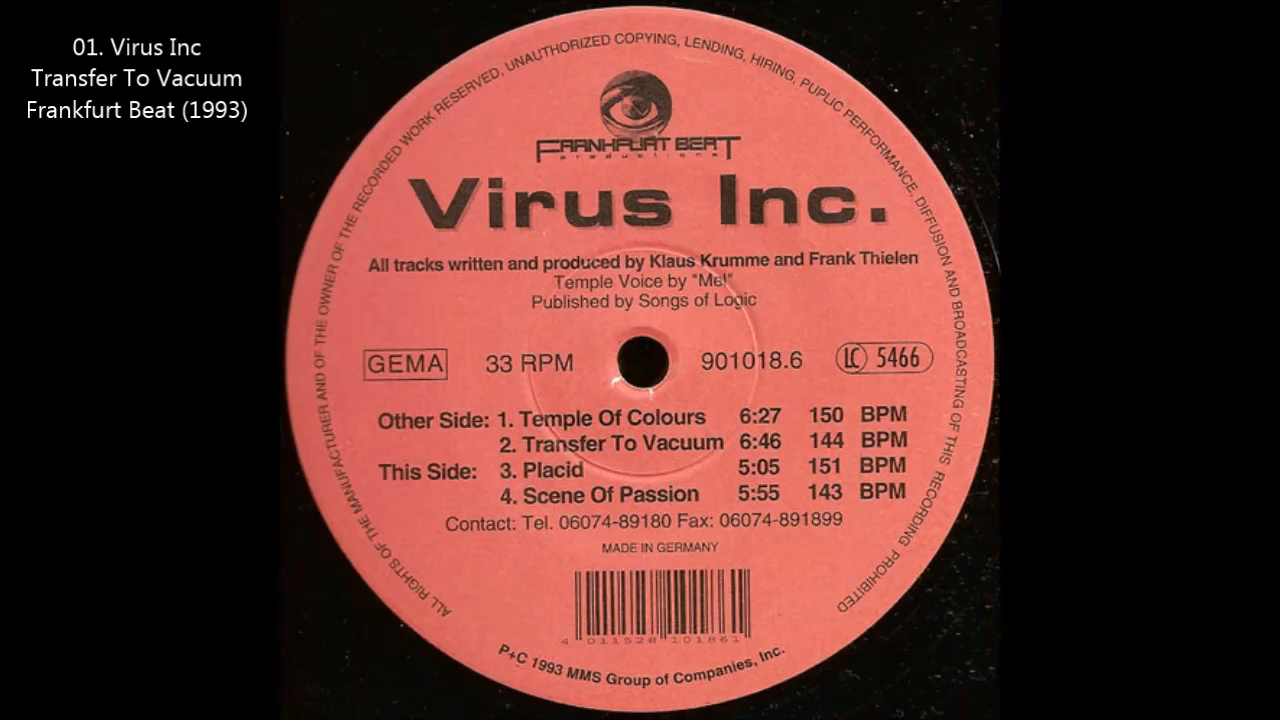 01. Virus Inc
Transfer To Vacuum
Frankfurt Beat (1993)
ALL RIGHTS OF THE MANUFACTURER AND OF THE OWNER OF THE RECORDED WORK RESERVED, UNAUTHORIZED COPYING, LENDING, HIRING, PUPLIC PERFORMANCE, DIFFUSION AND BROADCASTING OF THIS RECORDING PROHIBITED
FRANKFURT BEAT
productions
Virus Inc.
All tracks written and produced by Klaus Krumme and Frank Thielen
Temple Voice by "Mel"
Published by Songs of Logic
GEMA 33 RPM 901018.6 LC 5466
Other Side: 1. Temple Of Colours 6:27 150 BPM
2. Transfer To Vacuum 6:46 144 BPM
This Side: 3. Placid 5:05 151 BPM
4. Scene Of Passion 5:55 143 BPM
Contact: Tel. 06074-89180 Fax: 06074-891899
MADE IN GERMANY
4 011528 101861
P+C 1993 MMS Group of Companies, Inc.